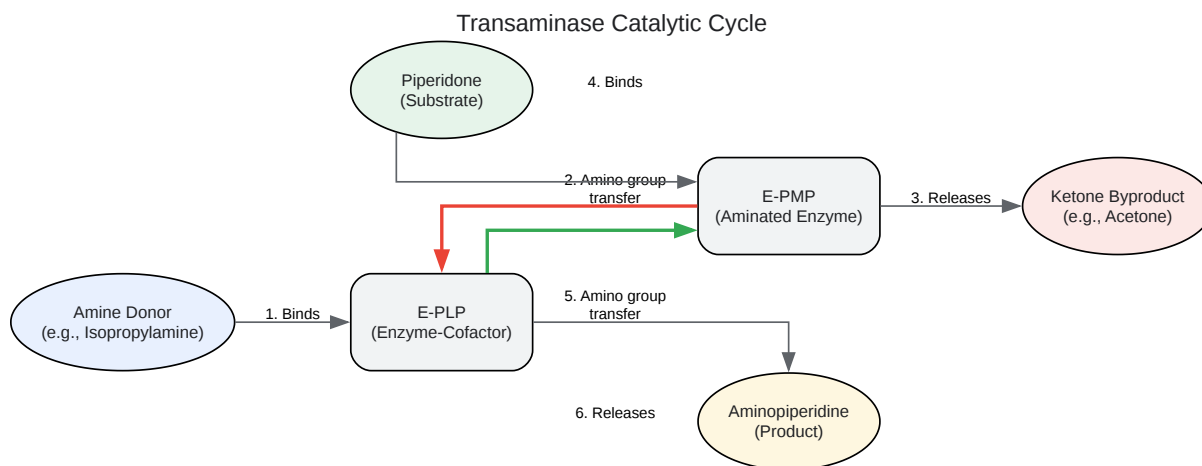 Transaminase Catalytic Cycle
Piperidone
(Substrate)
4. Binds
2. Amino group
transfer
E-PMP
(Aminated Enzyme)
3. Releases
Ketone Byproduct
(e.g., Acetone)
Amine Donor
(e.g., Isopropylamine)
1. Binds
E-PLP
(Enzyme-Cofactor)
5. Amino group
transfer
6. Releases
Aminopiperidine
(Product)